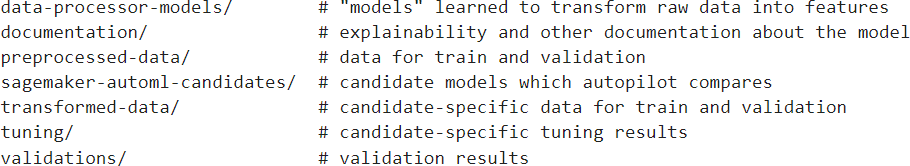 data-processor-models/ # "models" learned to transform raw data into features
documentation/ # explainability and other documentation about the model
preprocessed-data/ # data for train and validation
sagemaker-automl-candidates/ # candidate models which autopilot compares
transformed-data/ # candidate-specific data for train and validation
tuning/ # candidate-specific tuning results
validations/ # validation results